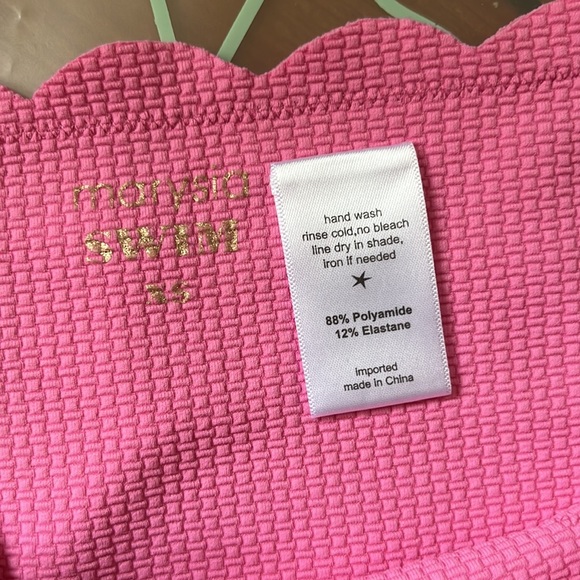 marysia
SWIM
hand wash
rinse cold,no bleach
line dry in shade,
iron if needed
88% Polyamide
12% Elastane
imported
made in China